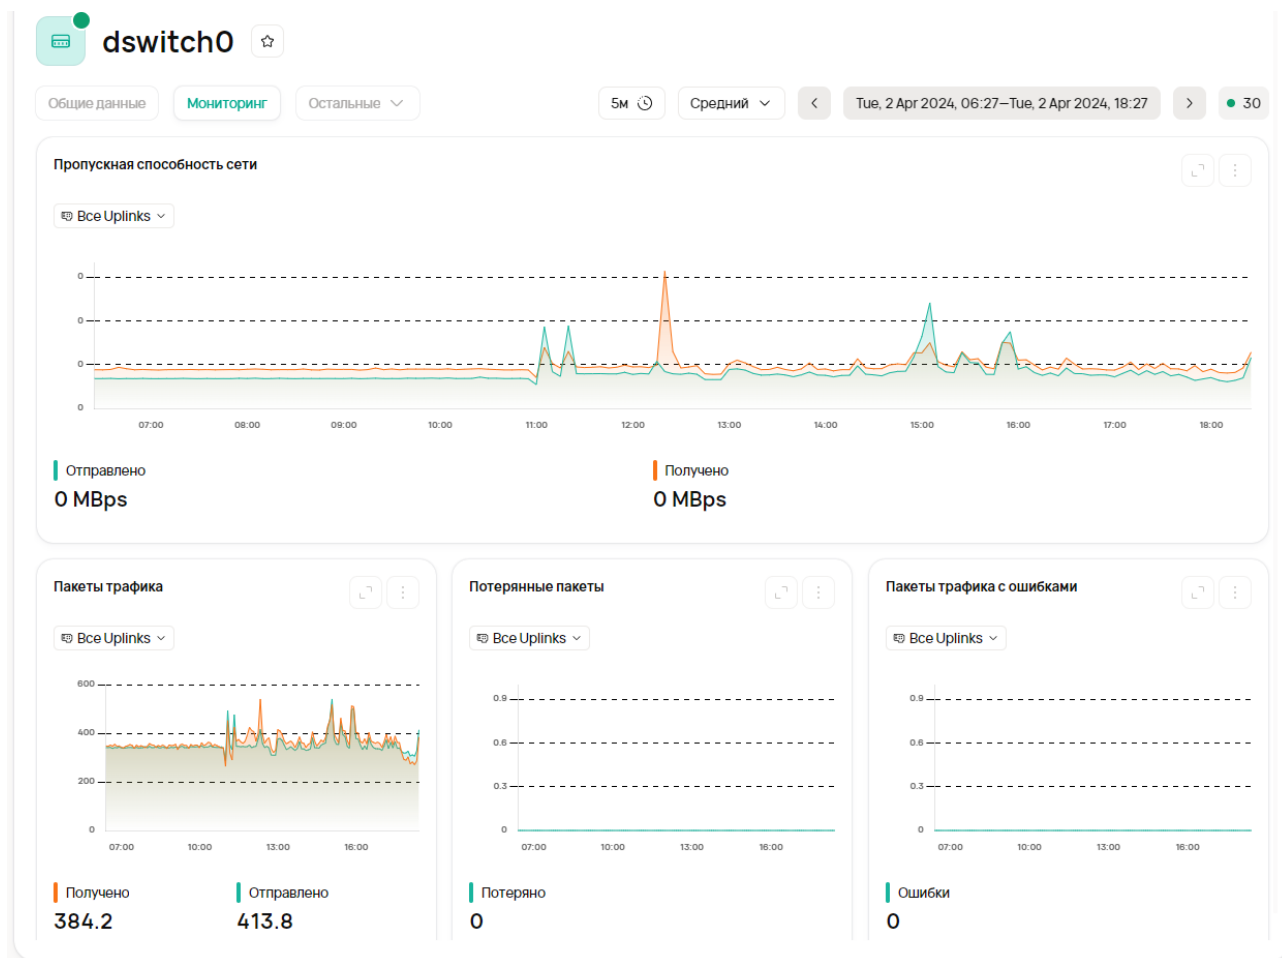 dswitch0
Общие данные
Мониторинг
Остальные
5м
Средний
Tue, 2 Apr 2024, 06:27–Tue, 2 Apr 2024, 18:27
30
Пропускная способность сети
Все Uplinks
0
0
0
0
07:00 08:00 09:00 10:00 11:00 12:00 13:00 14:00 15:00 16:00 17:00 18:00
Отправлено
0 MBps
Получено
0 MBps
Пакеты трафика
Все Uplinks
600
400
200
0
07:00 10:00 13:00 16:00
Получено
384.2
Отправлено
413.8
Потерянные пакеты
Все Uplinks
0.9
0.6
0.3
0
07:00 10:00 13:00 16:00
Потеряно
0
Пакеты трафика с ошибками
Все Uplinks
0.9
0.6
0.3
0
07:00 10:00 13:00 16:00
Ошибки
0